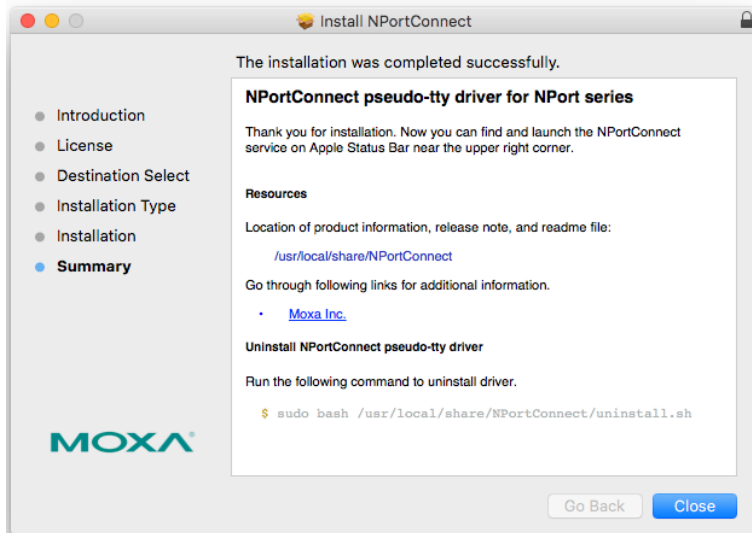 Install NPortConnect
The installation was completed successfully.
Introduction
License
Destination Select
Installation Type
Installation
Summary
NPortConnect pseudo-tty driver for NPort series
Thank you for installation. Now you can find and launch the NPortConnect
service on Apple Status Bar near the upper right corner.
Resources
Location of product information, release note, and readme file:
/usr/local/share/NPortConnect
Go through following links for additional information.
• Moxa Inc.
Uninstall NPortConnect pseudo-tty driver
Run the following command to uninstall driver.
$ sudo bash /usr/local/share/NPortConnect/uninstall.sh
MOXA®
Go Back
Close